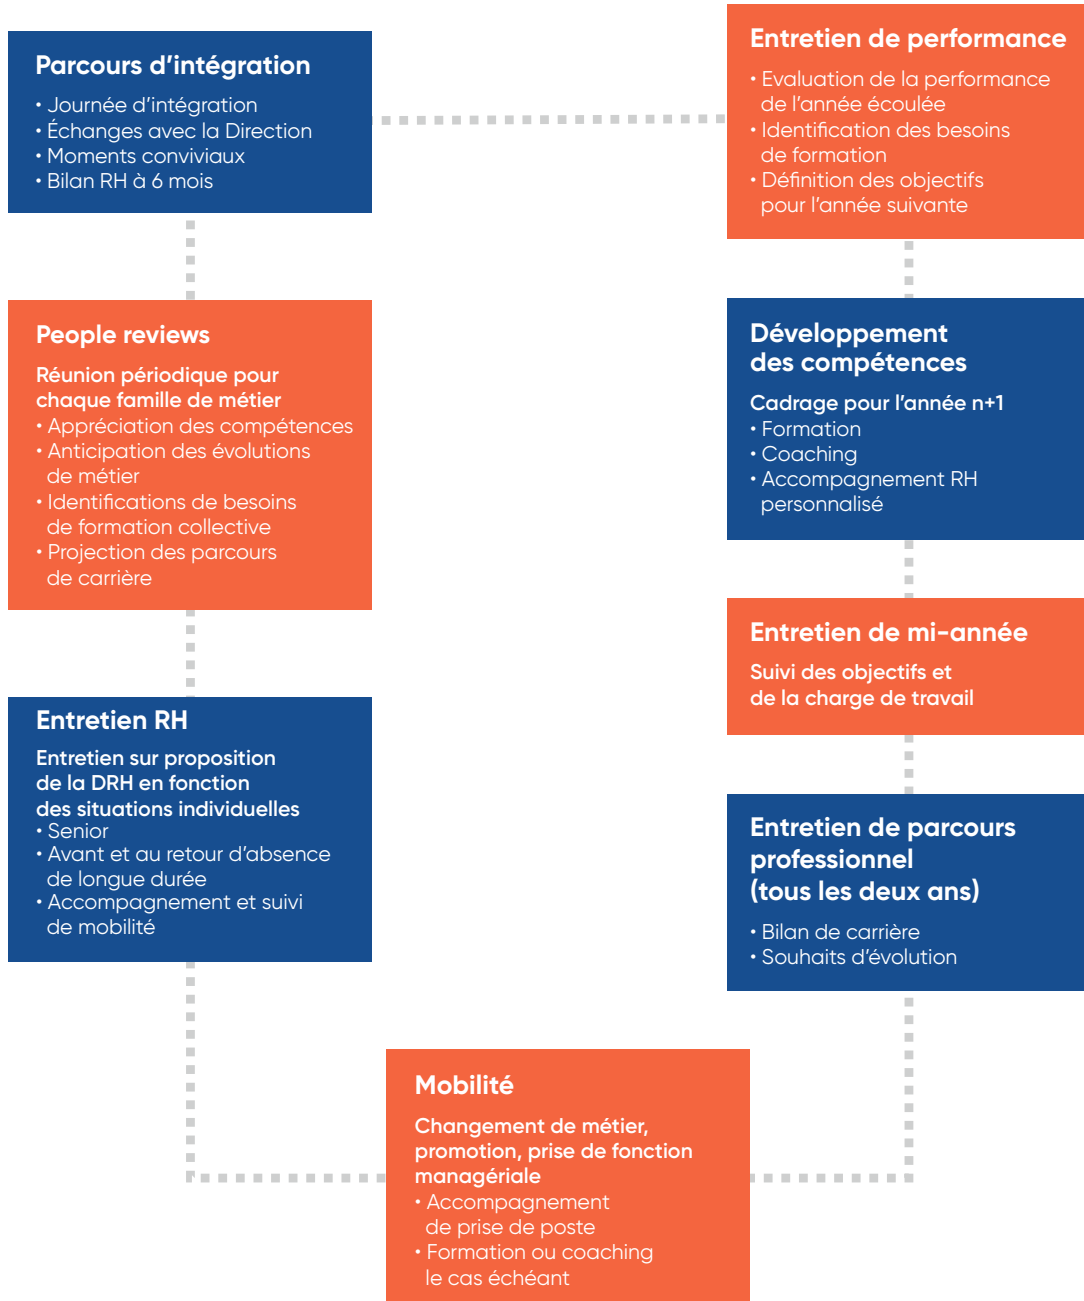 Parcours d’intégration
• Journée d’intégration
• Échanges avec la Direction
• Moments conviviaux
• Bilan RH à 6 mois
Entretien de performance
• Evaluation de la performance
de l’année écoulée
• Identification des besoins
de formation
• Définition des objectifs
pour l’année suivante
People reviews
Réunion périodique pour
chaque famille de métier
• Appréciation des compétences
• Anticipation des évolutions
de métier
• Identifications de besoins
de formation collective
• Projection des parcours
de carrière
Développement
des compétences
Cadrage pour l’année n+1
• Formation
• Coaching
• Accompagnement RH
personnalisé
Entretien de mi-année
Suivi des objectifs et
de la charge de travail
Entretien RH
Entretien sur proposition
de la DRH en fonction
des situations individuelles
• Senior
• Avant et au retour d’absence
de longue durée
• Accompagnement et suivi
de mobilité
Entretien de parcours
professionnel
(tous les deux ans)
• Bilan de carrière
• Souhaits d’évolution
Mobilité
Changement de métier,
promotion, prise de fonction
managériale
• Accompagnement
de prise de poste
• Formation ou coaching
le cas échéant